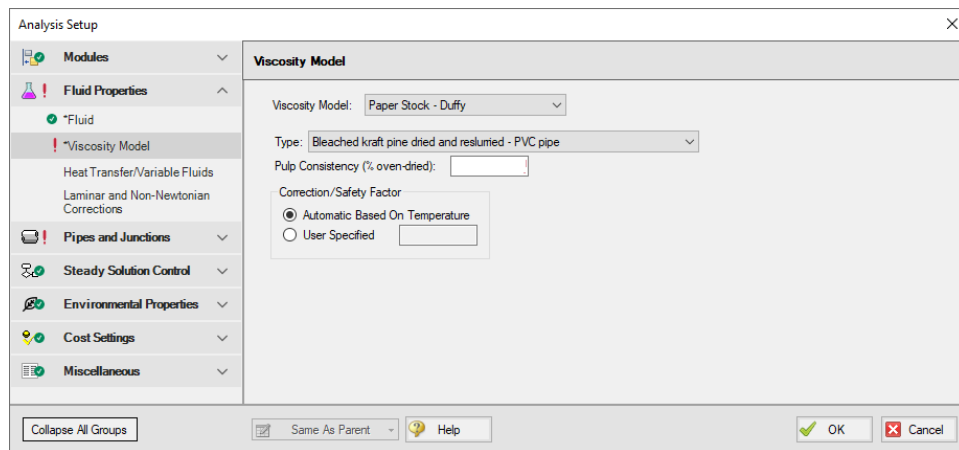 Analysis Setup
Modules
Fluid Properties
*Fluid
*Viscosity Model
Heat Transfer/Variable Fluids
Laminar and Non-Newtonian
Corrections
Pipes and Junctions
Steady Solution Control
Environmental Properties
Cost Settings
Miscellaneous
Viscosity Model
Viscosity Model: Paper Stock - Duffy
Type: Bleached kraft pine dried and reslurried - PVC pipe
Pulp Consistency (% oven-dried):
Correction/Safety Factor
Automatic Based On Temperature
User Specified
Collapse All Groups
Same As Parent
Help
OK
Cancel